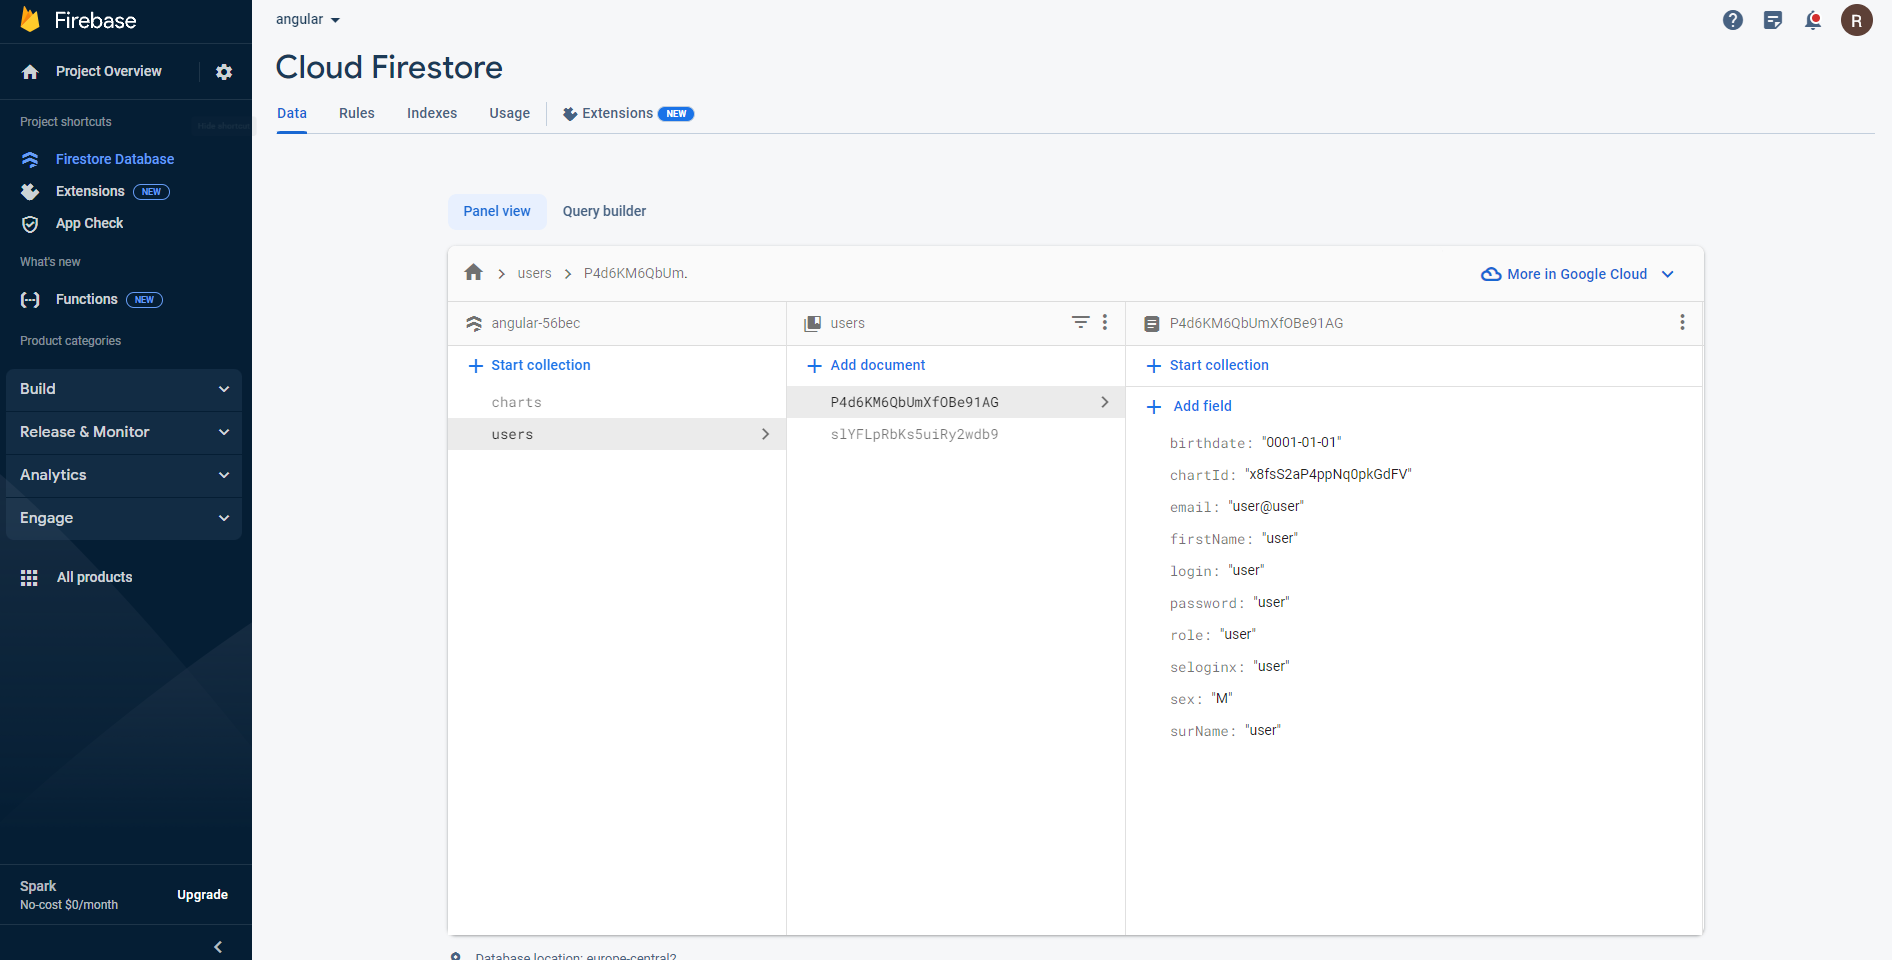 Firebase
Project Overview
Project shortcuts
Firestore Database
Extensions NEW
App Check
What's new
Functions NEW
Product categories
Build
Release & Monitor
Analytics
Engage
All products
Spark
No-cost $0/month
Upgrade
angular
R
Cloud Firestore
Data Rules Indexes Usage Extensions NEW
Panel view Query builder
users P4d6KM6QbUm.
More in Google Cloud
angular-56bec
Start collection
charts
users
users
Add document
P4d6KM6QbUmXfOBe91AG
slYFLpRbKs5uiRy2wdb9
P4d6KM6QbUmXfOBe91AG
Start collection
Add field
birthdate: "0001-01-01"
chartId: "x8fsS2aP4ppNq0pkGdFV"
email: "user@user"
firstName: "user"
login: "user"
password: "user"
role: "user"
seloginx: "user"
sex: "M"
surName: "user"
Database location: europe-central2